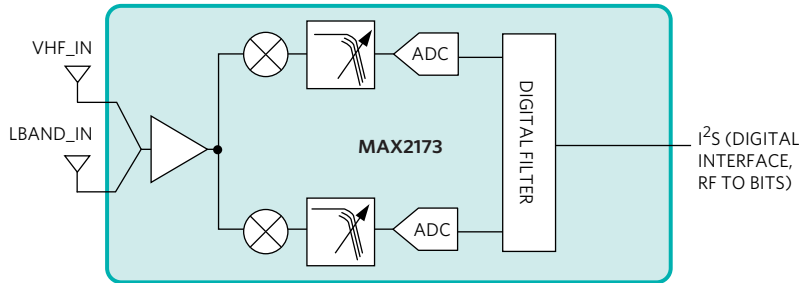 VHF_IN
LBAND_IN
ADC
MAX2173
ADC
DIGITAL FILTER
I²S (DIGITAL
INTERFACE,
RF TO BITS)